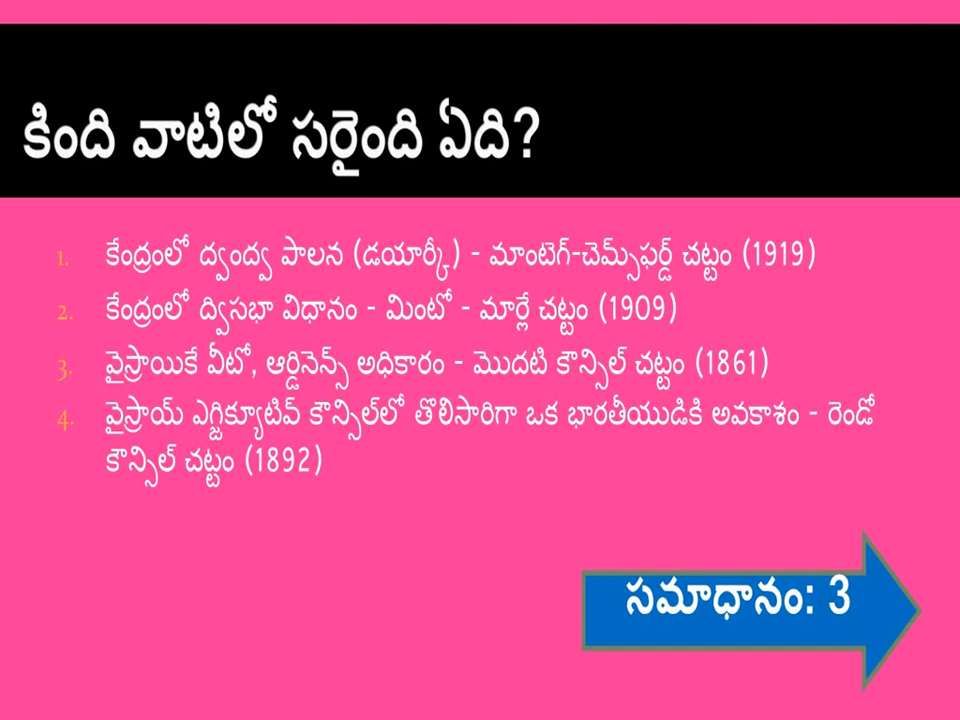 కింది వాటిలో సరైంది ఏది?
1. కేంద్రంలో ద్వంద్వ పాలన (డయార్కీ) - మాంటెగ్-చెమ్స్‌ఫర్డ్ చట్టం (1919)
2. కేంద్రంలో ద్విసభా విధానం - మింటో - మార్లే చట్టం (1909)
3. వైస్రాయికే వీటో, ఆర్డినెన్స్ అధికారం - మొదటి కౌన్సిల్ చట్టం (1861)
4. వైస్రాయ్ ఎగ్జిక్యూటివ్ కౌన్సిల్‌లో తొలిసారిగా ఒక భారతీయుడికి అవకాశం - రెండో
కౌన్సిల్ చట్టం (1892)
సమాధానం: 3